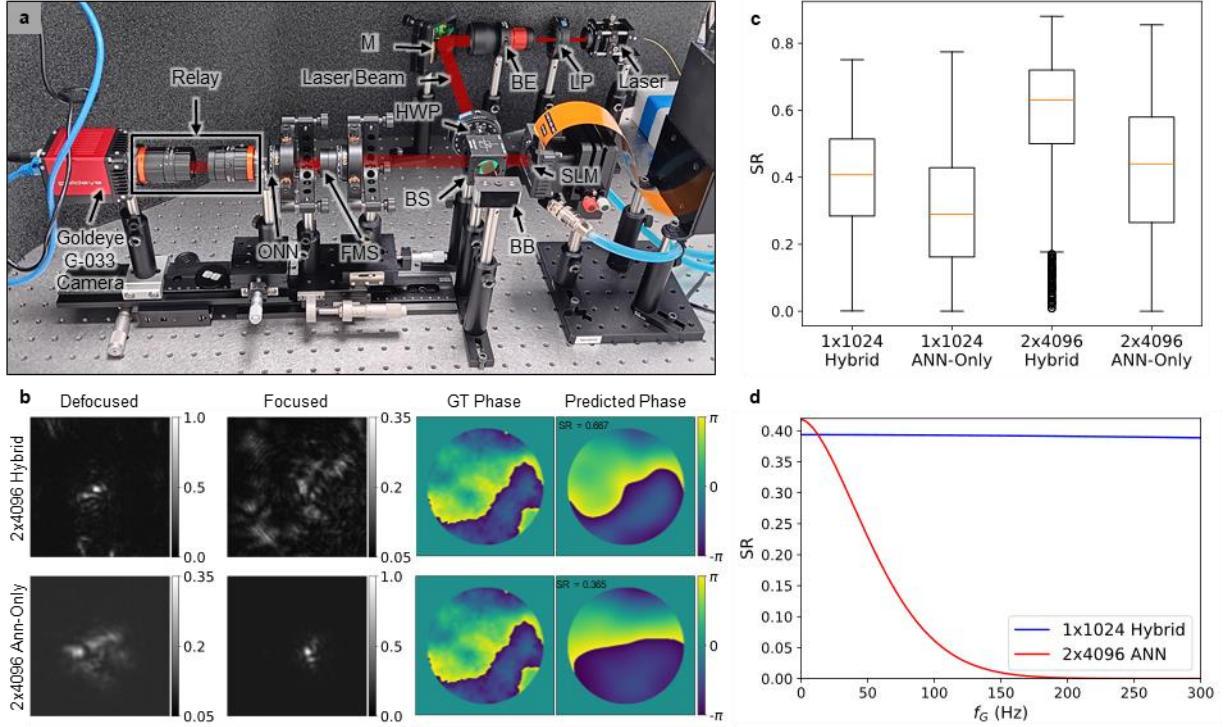 a
M
Relay
Laser Beam
BE
LP
Laser
HWP
goldeye
BS
SLM
BB
ONN
FMS
Goldeye
G-033
Camera
b
Defocused
Focused
GT Phase
Predicted Phase
2x4096 Hybrid
1.0
0.5
0.0
0.35
0.2
0.05
SR = 0.667
π
0
-π
2x4096 Ann-Only
0.35
0.2
0.05
1.0
0.5
0.0
SR = 0.365
π
0
-π
c
SR
0.8
0.6
0.4
0.2
0.0
1x1024
Hybrid
1x1024
ANN-Only
2x4096
Hybrid
2x4096
ANN-Only
d
SR
0.40
0.35
0.30
0.25
0.20
0.15
0.10
0.05
0.00
1x1024 Hybrid
2x4096 ANN
0
50
100
150
200
250
300
f_G (Hz)